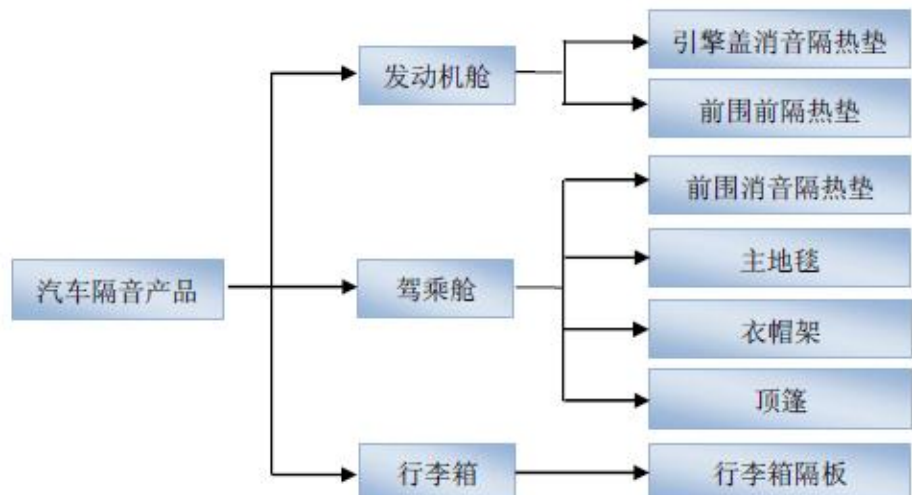 汽车隔音产品
发动机舱
引擎盖消音隔热垫
前围前隔热垫
驾乘舱
前围消音隔热垫
主地毯
衣帽架
顶篷
行李箱
行李箱隔板